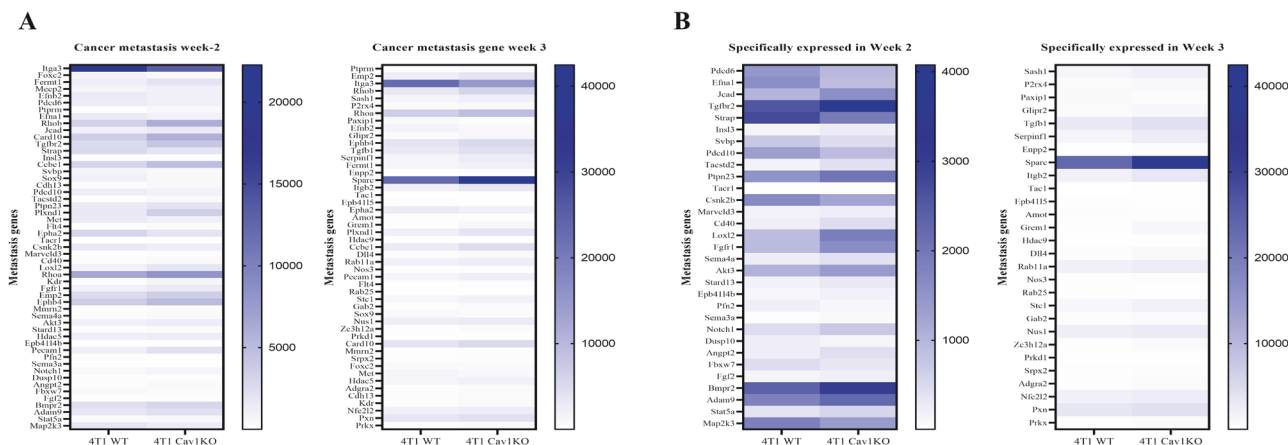 A
B
Cancer metastasis week-2
Metastasis genes
Itga3
Foxc2
Fermt1
Mecp2
Efnb2
Pdcd6
Ptprm
Efna1
Rhob
Jcad
Card10
Tgfbr2
Strap
Insl3
Ccbe1
Svbp
Sox9
Cdh13
Pdcd10
Tacstd2
Ptpn23
Plxnd1
Met
Flt4
Epha2
Tacr1
Csnk2b
Marveld3
Cd40
Loxl2
Rhoa
Kdr
Fgfr1
Emp2
Ephb4
Mmrn2
Sema4a
Akt3
Stard13
Hdac5
Epb41l4b
Pecam1
Pfn2
Sema3a
Notch1
Dusp10
Angpt2
Fbxw7
Fgf2
Bmpr2
Adam9
Stat5a
Map2k3
4T1 WT 4T1 Cav1KO
20000
15000
10000
5000
Cancer metastasis gene week 3
Ptprm
Emp2
Itga3
Rhob
Sash1
P2rx4
Rhoa
Paxip1
Efnb2
Glipr2
Ephb4
Tgfb1
Serpinf1
Fermt1
Enpp2
Sparc
Itgb2
Tac1
Epb41l5
Epha2
Amot
Grem1
Plxnd1
Hdac9
Ccbe1
Dll4
Rab11a
Nos3
Pecam1
Flt4
Rab25
Stc1
Gab2
Sox9
Nus1
Zc3h12a
Prkd1
Card10
Mmrn2
Srpx2
Foxc2
Met
Hdac5
Adgra2
Cdh13
Kdr
Nfe2l2
Pxn
Prkx
4T1 WT 4T1 Cav1KO
40000
30000
20000
10000
Specifically expressed in Week 2
Metastasis genes
Pdcd6
Efna1
Jcad
Tgfbr2
Strap
Insl3
Svbp
Pdcd10
Tacstd2
Ptpn23
Tacr1
Csnk2b
Marveld3
Cd40
Loxl2
Fgfr1
Sema4a
Akt3
Stard13
Epb41l4b
Pfn2
Sema3a
Notch1
Dusp10
Angpt2
Fbxw7
Fgf2
Bmpr2
Adam9
Stat5a
Map2k3
4T1 WT 4T1 Cav1KO
4000
3000
2000
1000
Specifically expressed in Week 3
Metastasis genes
Sash1
P2rx4
Paxip1
Glipr2
Tgfb1
Serpinf1
Enpp2
Sparc
Itgb2
Tac1
Epb41l5
Amot
Grem1
Hdac9
Dll4
Rab11a
Nos3
Rab25
Stc1
Gab2
Nus1
Zc3h12a
Prkd1
Srpx2
Adgra2
Nfe2l2
Pxn
Prkx
4T1 WT 4T1 Cav1KO
40000
30000
20000
10000